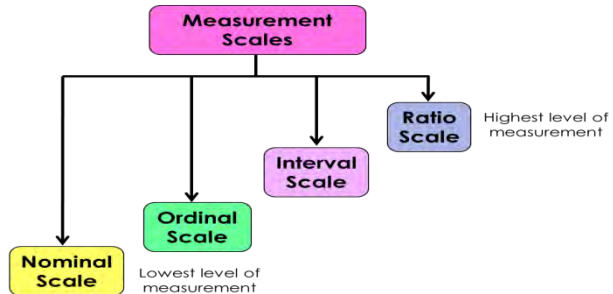 Measurement
Scales
Ratio
Scale
Highest level of
measurement
Interval
Scale
Ordinal
Scale
Nominal
Scale
Lowest level of
measurement